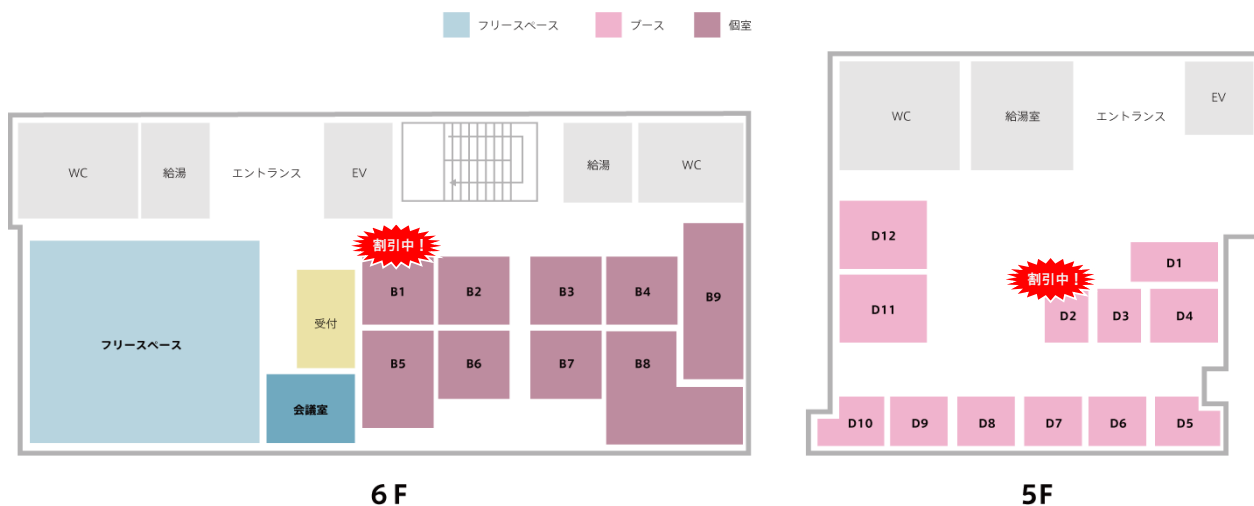 フリースペース
ブース
個室
WC
給湯
エントランス
EV
給湯
WC
割引中！
B1
B2
B3
B4
B9
受付
フリースペース
B5
B6
B7
B8
会議室
6F
WC
給湯室
エントランス
EV
D12
D1
割引中！
D11
D2
D3
D4
D10
D9
D8
D7
D6
D5
5F